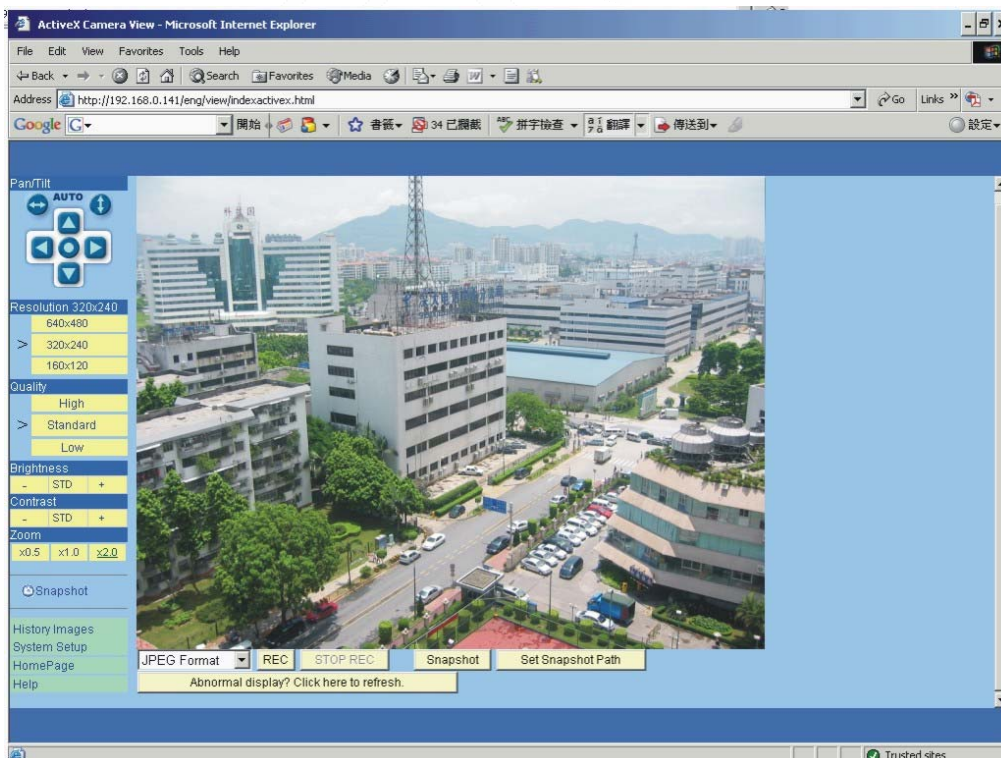 ActiveX Camera View - Microsoft Internet Explorer
File Edit View Favorites Tools Help
Back Search Favorites Media
Address http://192.168.0.141/eng/view/indexactivex.html Go Links »
Google G 開始 書籤 34 已攔截 拼字檢查 翻譯 傳送到 設定
Pan/Tilt
AUTO
Resolution 320x240
640x480
> 320x240
160x120
Quality
High
> Standard
Low
Brightness
- STD +
Contrast
- STD +
Zoom
x0.5 x1.0 x2.0
Snapshot
History Images
System Setup
HomePage
Help
JPEG Format REC STOP REC Snapshot Set Snapshot Path
Abnormal display? Click here to refresh.
Trusted sites